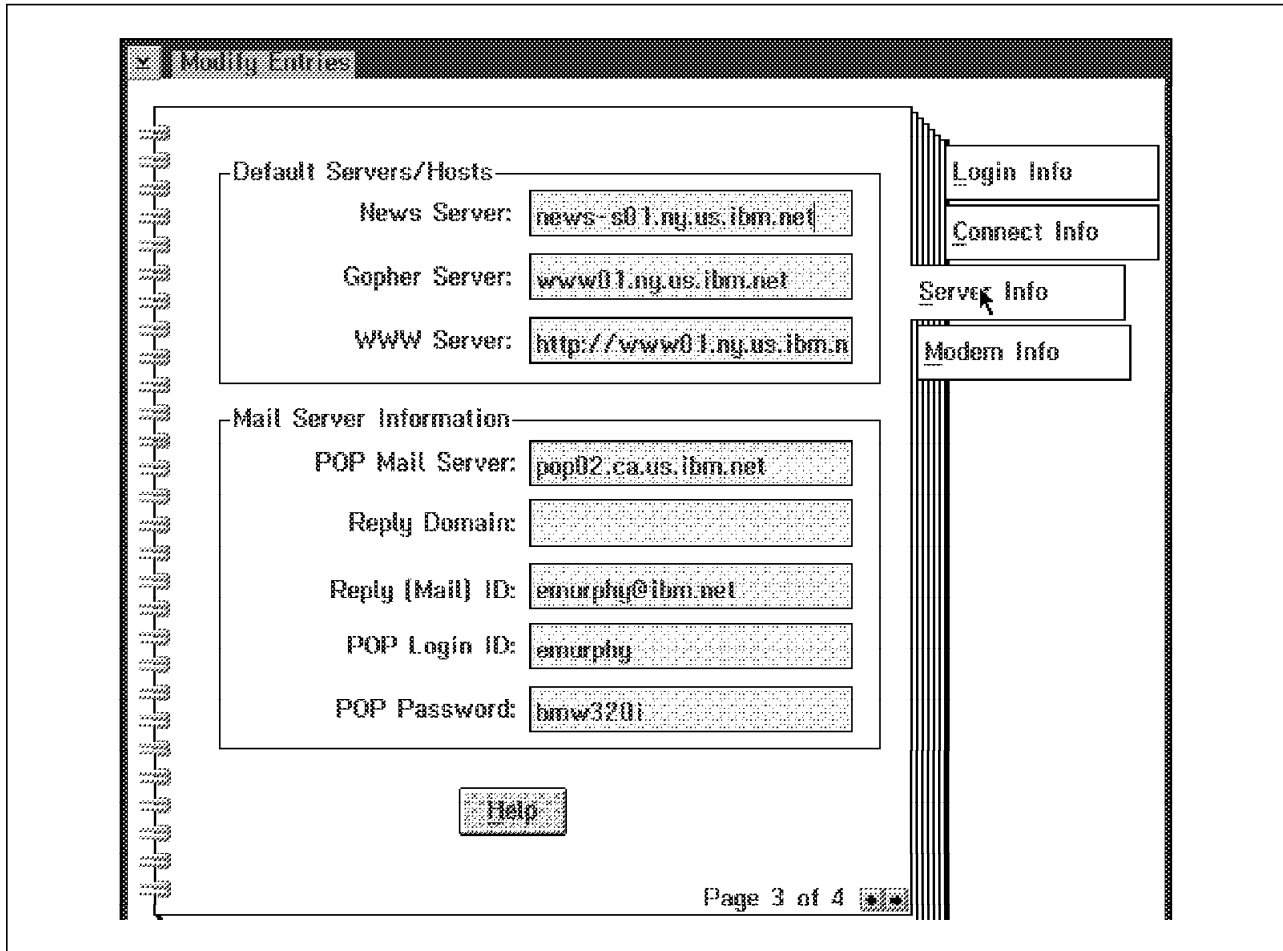 Modify Entries
Default Servers/Hosts
News Server: news-s01.ny.us.ibm.net
Gopher Server: www01.ny.us.ibm.net
WWW Server: http://www01.ny.us.ibm.n
Mail Server Information
POP Mail Server: pop02.ca.us.ibm.net
Reply Domain:
Reply (Mail) ID: emurphy@ibm.net
POP Login ID: emurphy
POP Password: bmw320i
Help
Page 3 of 4
Login Info
Connect Info
Server Info
Modem Info